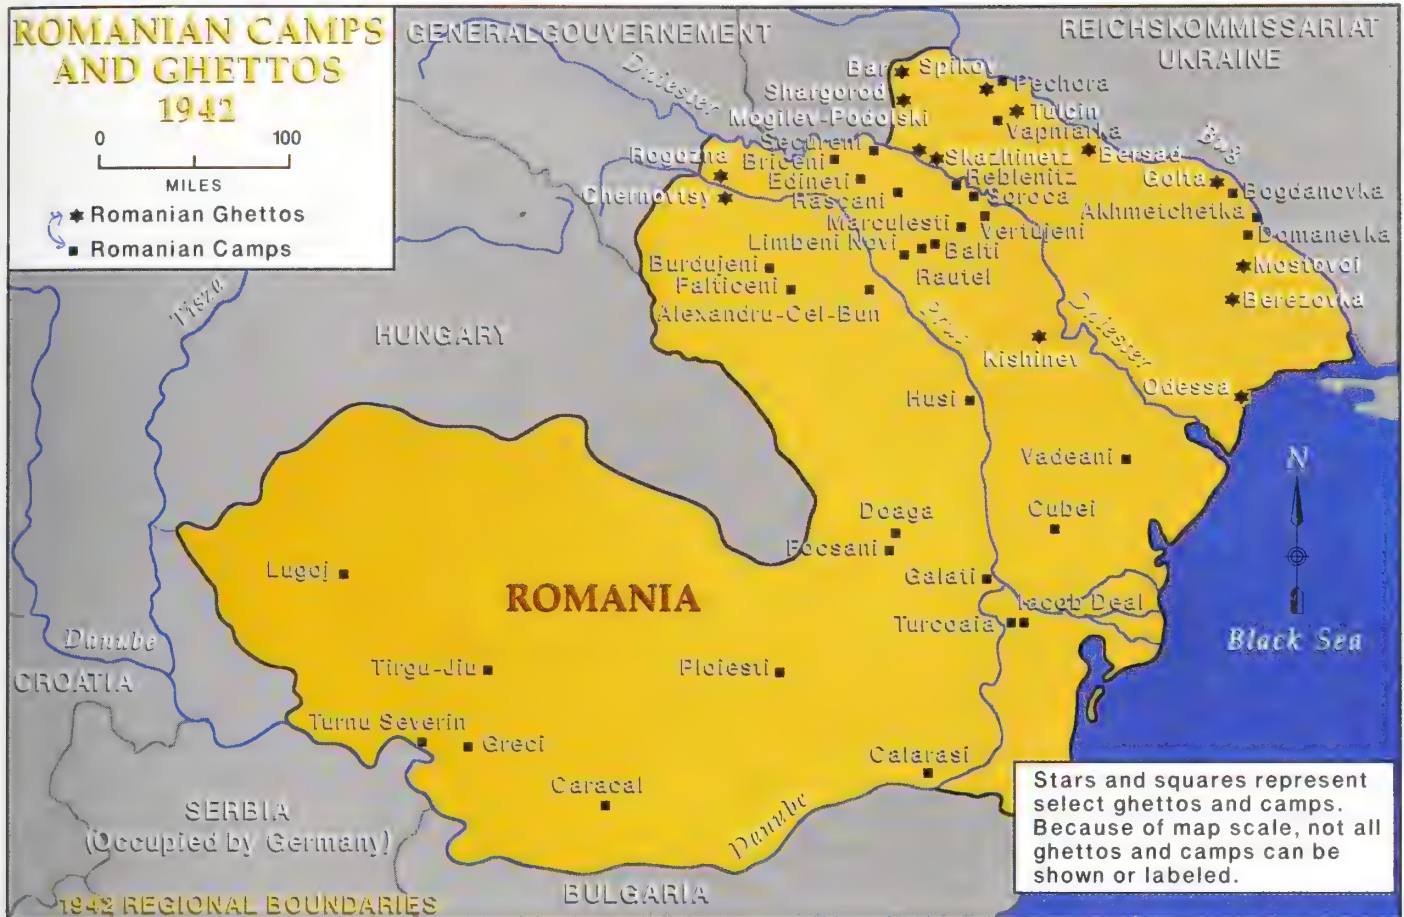 ROMANIAN CAMPS
AND GHETTOS
1942
0 100
MILES
Romanian Ghettos
Romanian Camps
GENERALGOUVERNEMENT
REICHSKOMMISSARIAT
UKRAINE
Dniester
Bar
Spikov
Pechora
Shargorod
Tulcin
Mogilev-Podolski
Vapniarka
Bug
Secureni
Rogozna
Briceni
Skazhinetz
Bersad
Edineti
Reblenitz
Golta
Bogdanovka
Chernovtsy
Rascani
Soroca
Akhmetchetka
Marculesti
Vertujeni
Domanevka
Limbeni Novi
Balti
Burdujeni
Rautel
Mostovoi
Falticeni
Berezovka
Alexandru-Cel-Bun
Tisza
HUNGARY
Prut
Dniester
Kishinev
Odessa
Husi
Vadeani
N
Doaga
Cubei
Focsani
Lugoj
ROMANIA
Galati
Iacob Deal
Turcoaia
Black Sea
Danube
CROATIA
Tirgu-Jiu
Ploiesti
Turnu Severin
Greci
Calarasi
Caracal
SERBIA
(Occupied by Germany)
Danube
BULGARIA
1942 REGIONAL BOUNDARIES
Stars and squares represent
select ghettos and camps.
Because of map scale, not all
ghettos and camps can be
shown or labeled.